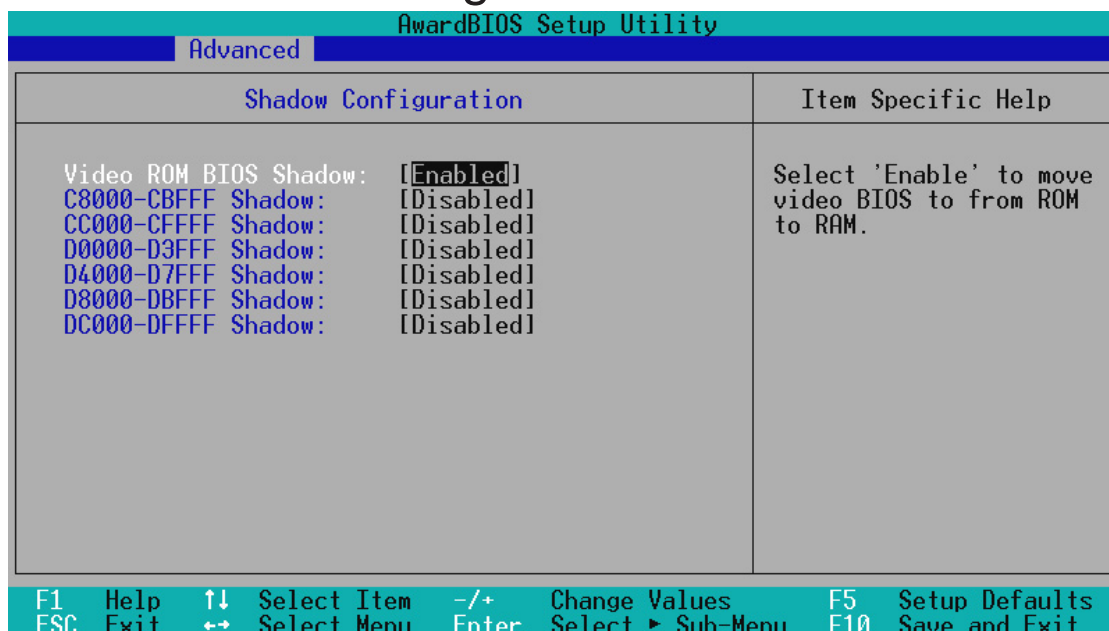 AwardBIOS Setup Utility
Advanced
Shadow Configuration
Item Specific Help
Video ROM BIOS Shadow: [Enabled]
C8000-CBFFF Shadow: [Disabled]
CC000-CFFFF Shadow: [Disabled]
D0000-D3FFF Shadow: [Disabled]
D4000-D7FFF Shadow: [Disabled]
D8000-DBFFF Shadow: [Disabled]
DC000-DFFFF Shadow: [Disabled]
Select 'Enable' to move
video BIOS to from ROM
to RAM.
F1 Help ↑↓ Select Item -/+ Change Values F5 Setup Defaults
ESC Exit ←→ Select Menu Enter Select ► Sub-Menu F10 Save and Exit